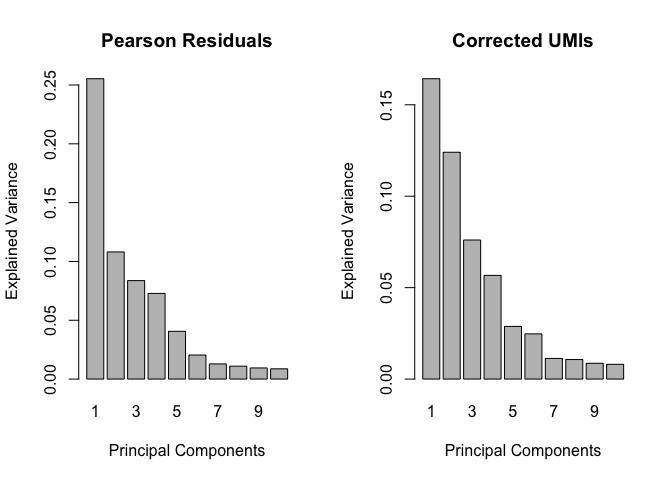 Pearson Residuals
Explained Variance
0.25
0.20
0.15
0.10
0.05
0.00
1 3 5 7 9
Principal Components
Corrected UMIs
Explained Variance
0.15
0.10
0.05
0.00
1 3 5 7 9
Principal Components